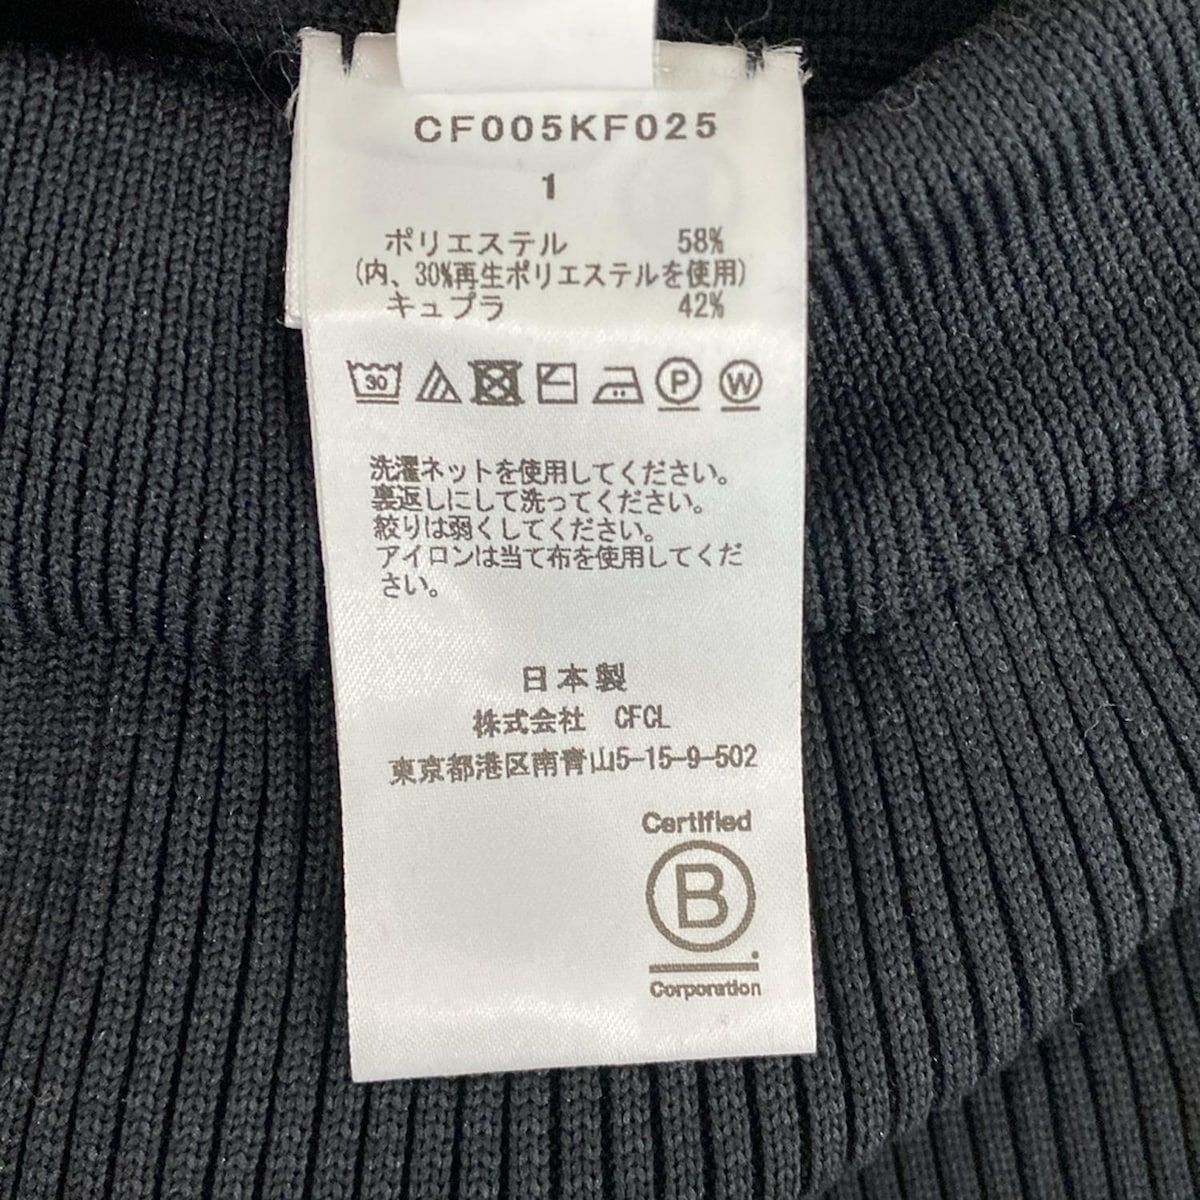 CF005KF025
1
ポリエステル 58%
(内、30%再生ポリエステルを使用)
キュプラ 42%
30 P W
洗濯ネットを使用してください。
裏返しにして洗ってください。
絞りは弱くしてください。
アイロンは当て布を使用してくだ
さい。
日本製
株式会社 CFCL
東京都港区南青山5-15-9-502
Certified
B
Corporation